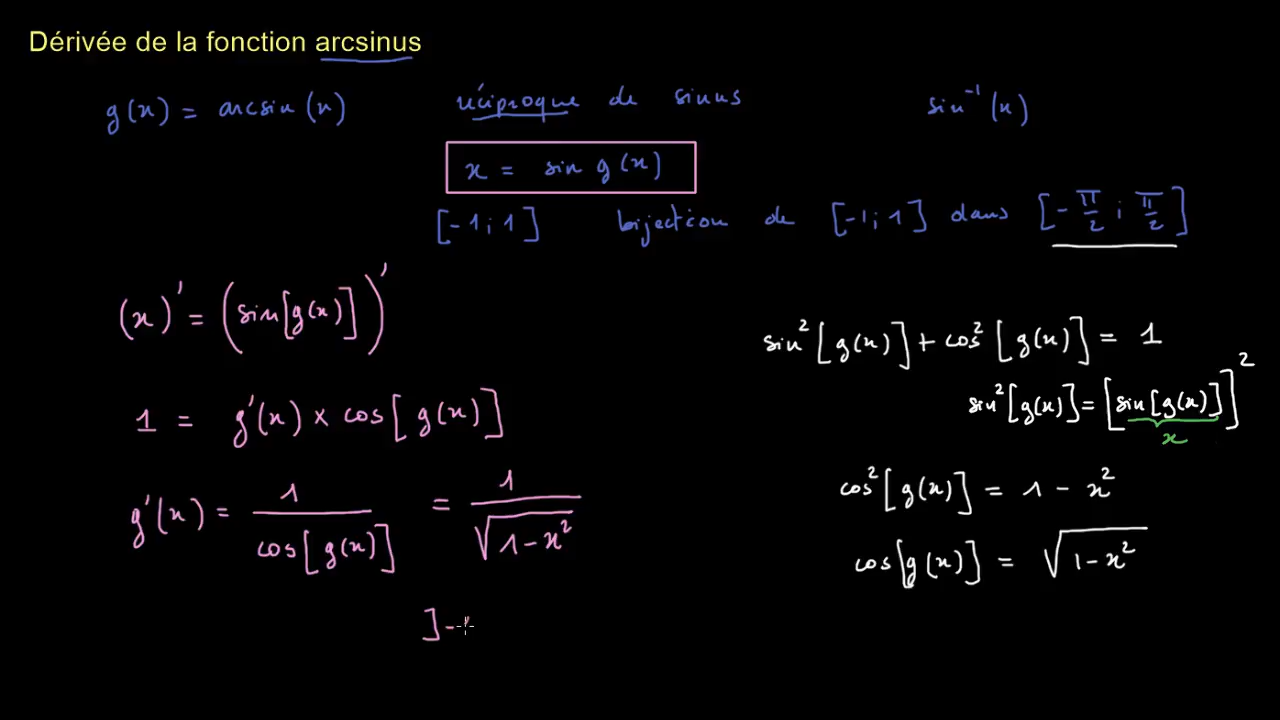 Dérivée de la fonction arcsinus
g(x) = arcsin(x) réciproque de sinus sin⁻¹(x)
x = sin g(x)
[-1;1] bijection de [-1;1] dans [-π/2 ; π/2]
(x)' = (sin[g(x)])'
sin²[g(x)] + cos²[g(x)] = 1
1 = g'(x) × cos[g(x)]
sin²[g(x)] = [sin[g(x)]]²
x
g'(x) = 1/cos[g(x)] = 1/√(1-x²)
cos²[g(x)] = 1 - x²
cos[g(x)] = √(1-x²)
]-